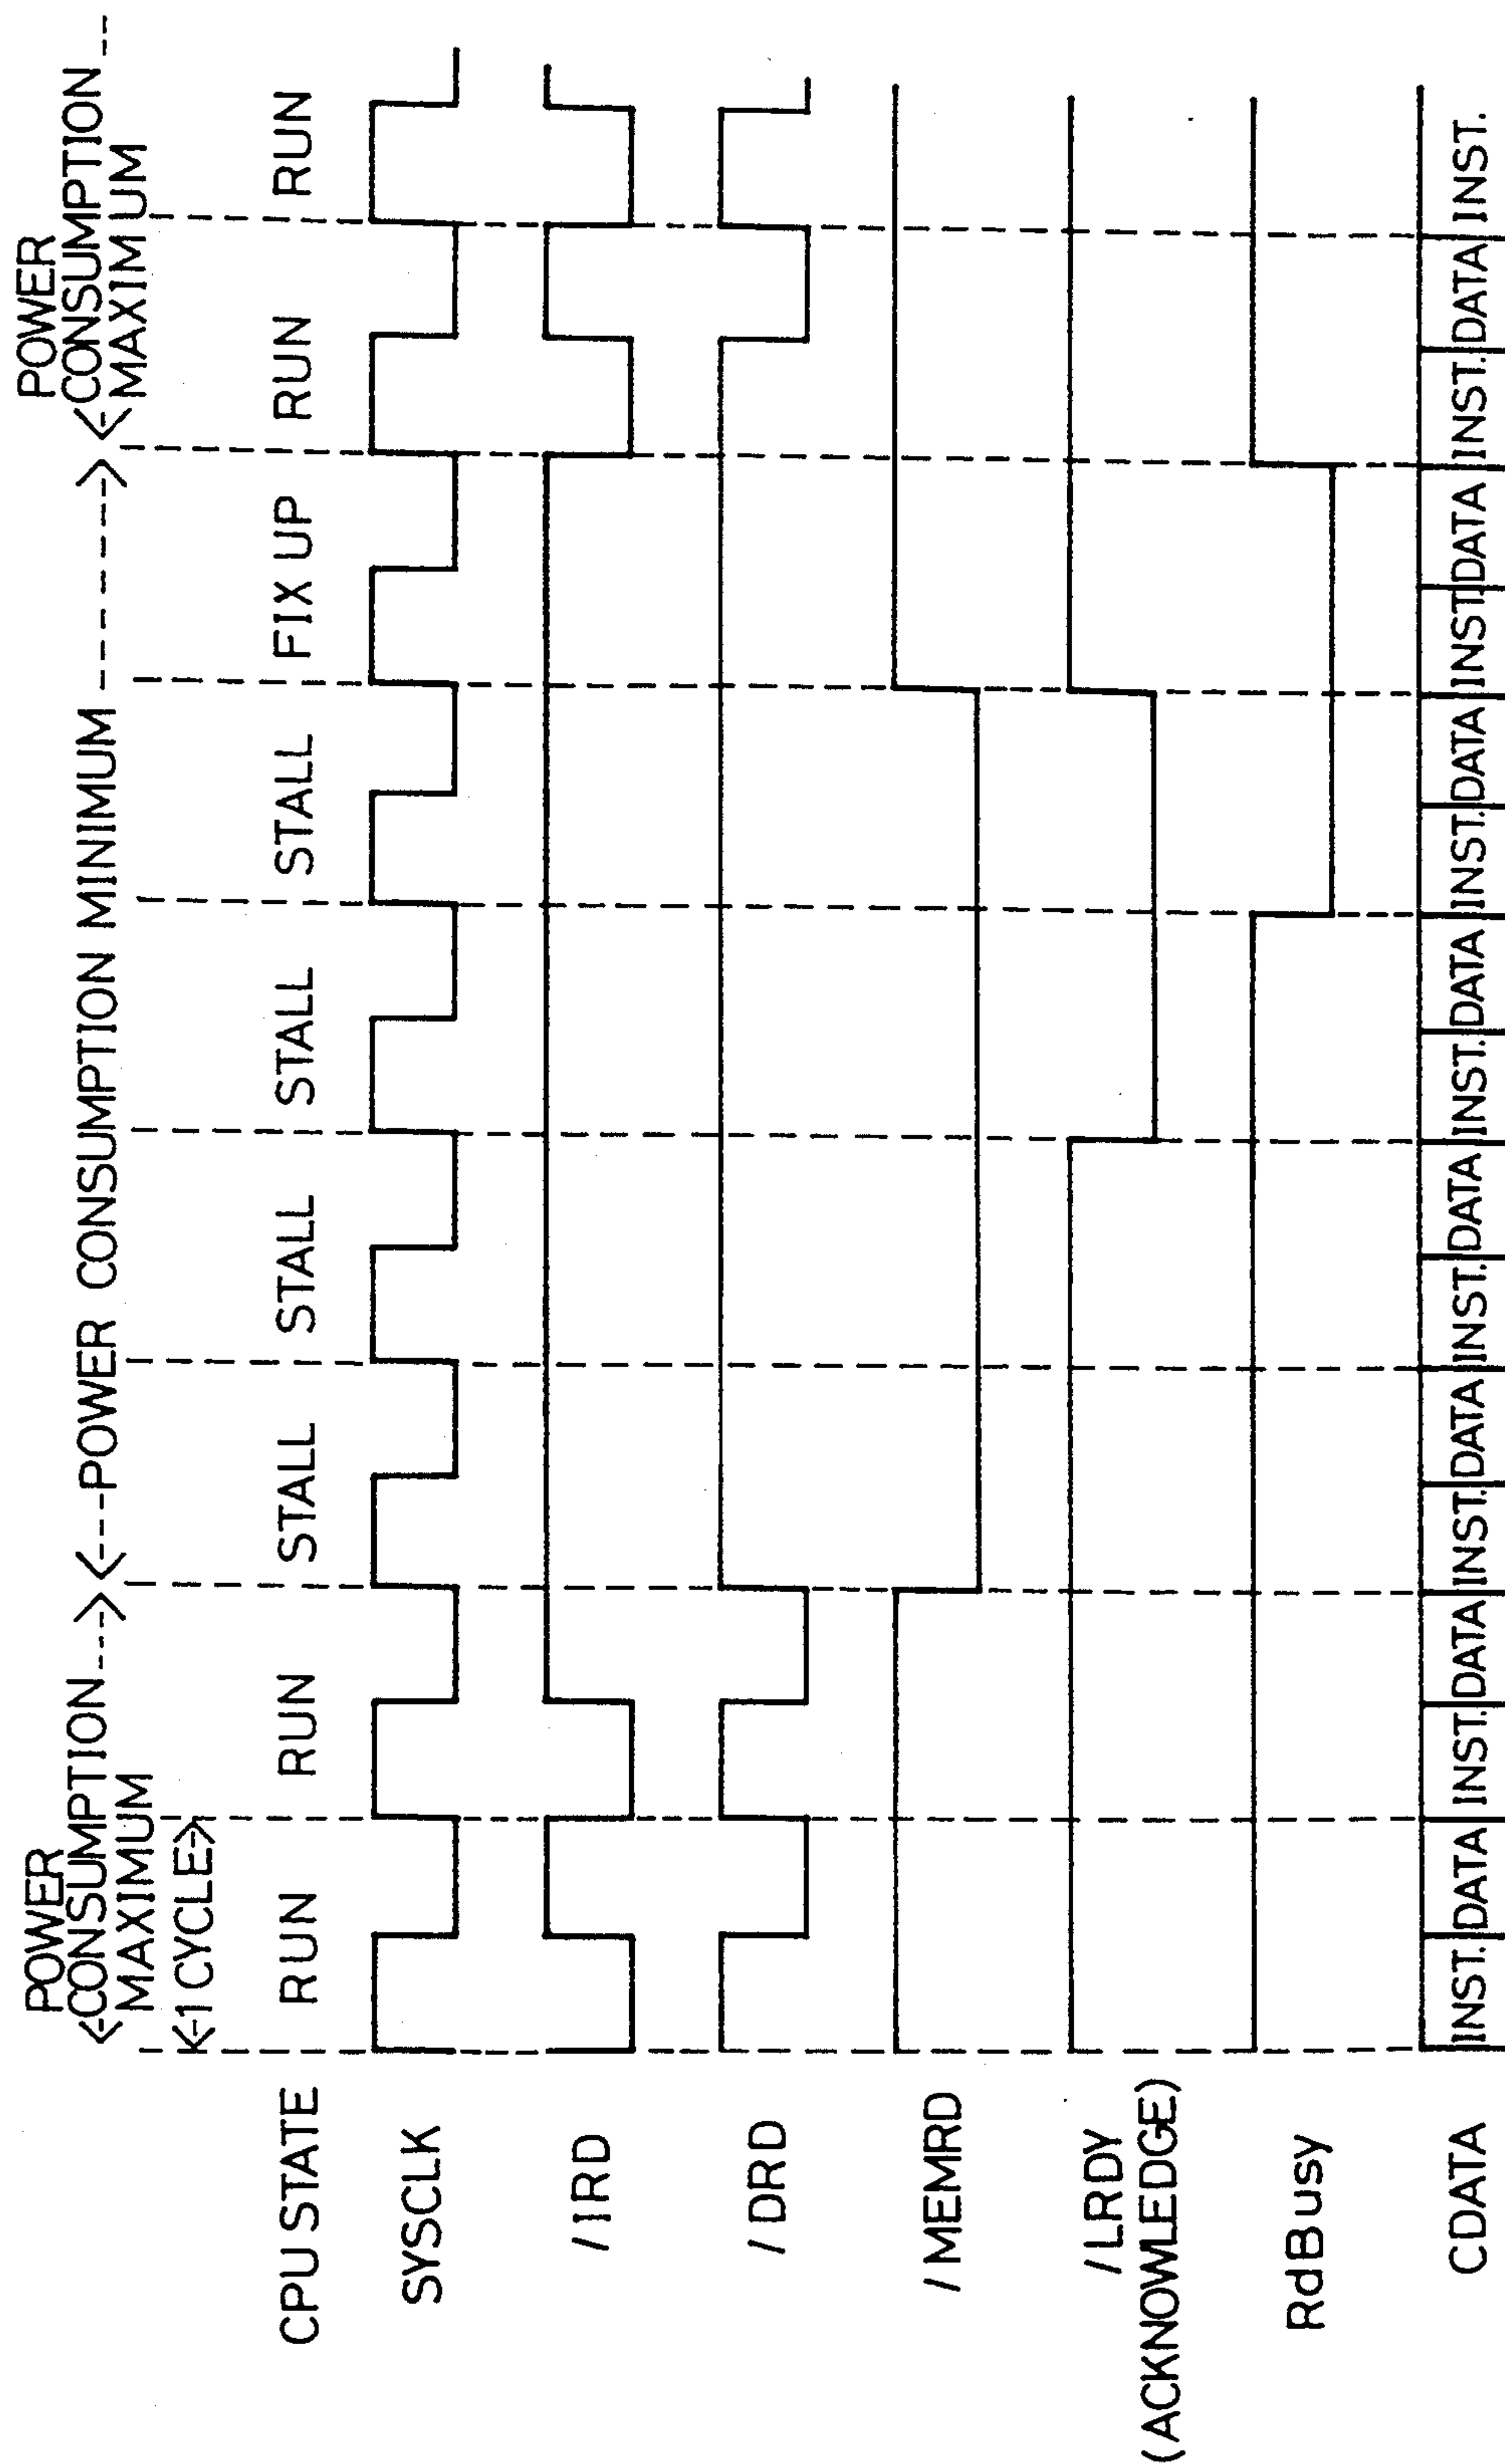 POWER
<CONSUMPTION--->
MAXIMUM
<---POWER CONSUMPTION MINIMUM ------->
POWER
<CONSUMPTION--
MAXIMUM
<-1 CYCLE->
CPU STATE RUN RUN STALL STALL STALL STALL FIX UP RUN RUN
SYSCLK
/IRD
/DRD
/MEMRD
/LRDY
(ACKNOWLEDGE)
RdBusy
CDATA INST. DATA INST. DATA INST. DATA INST. DATA INST. DATA INST. DATA INST DATA INST. DATA INST.